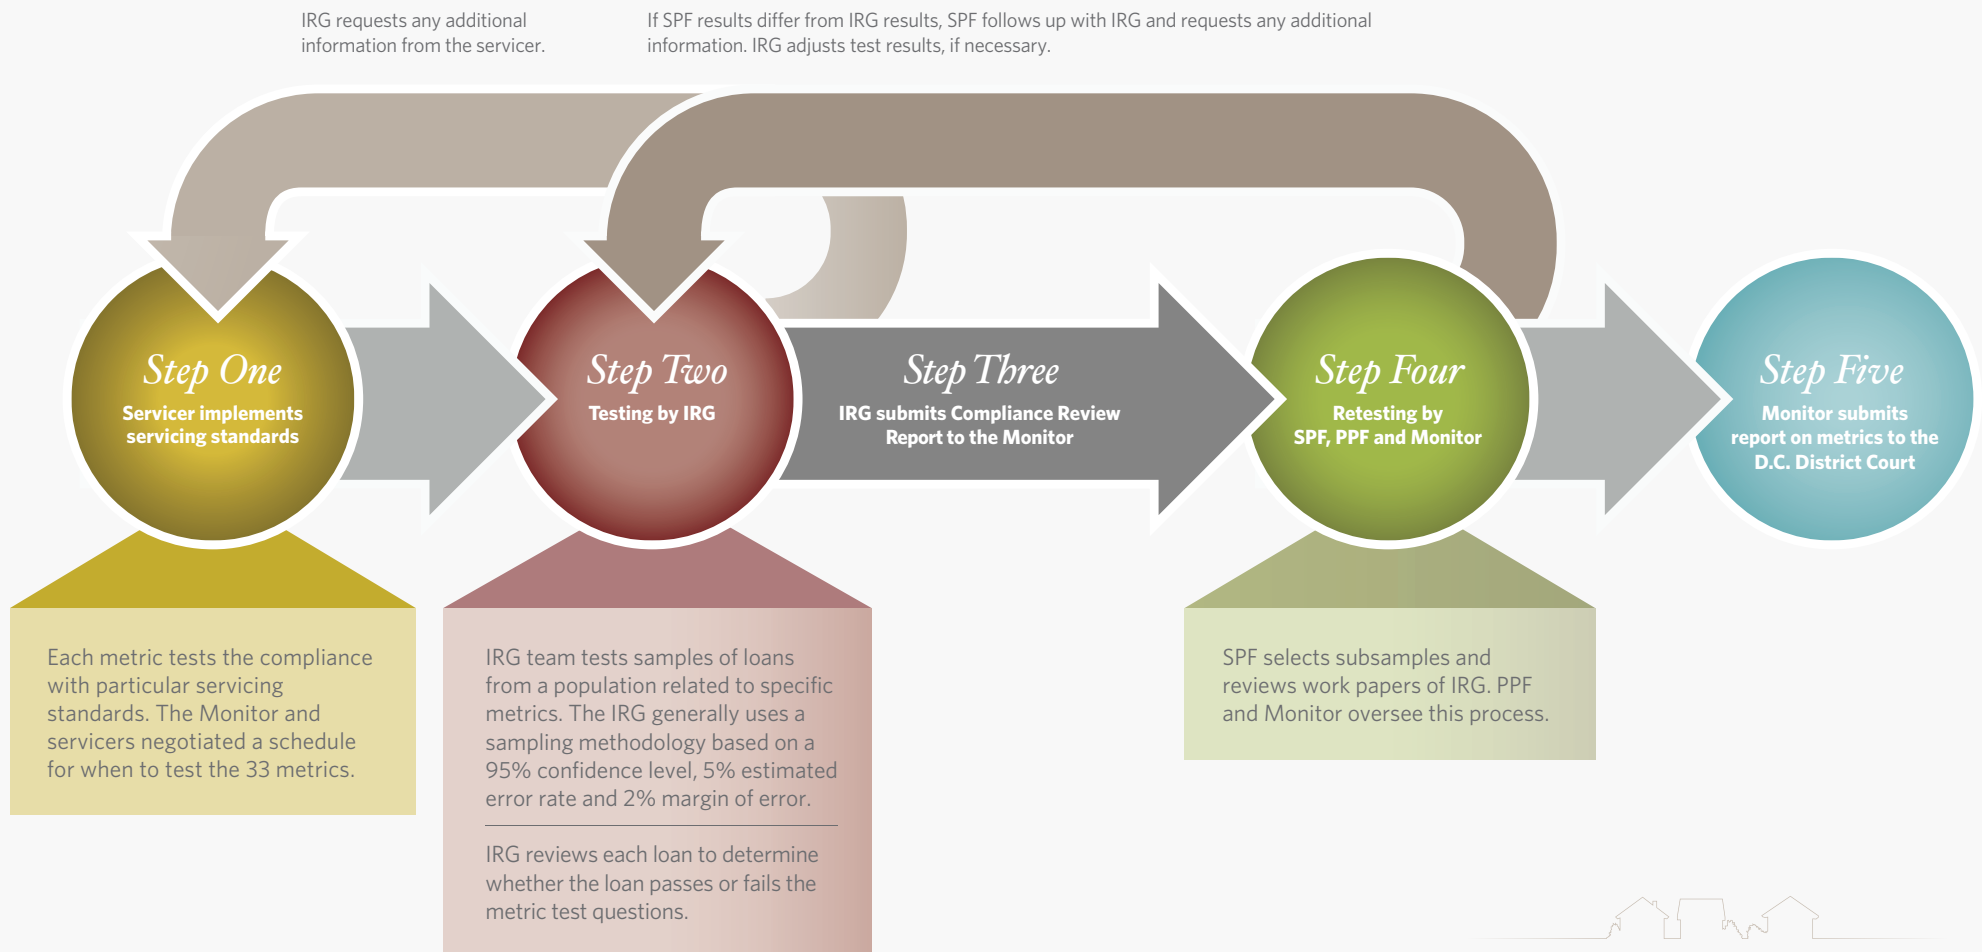 IRG requests any additional
information from the servicer.
If SPF results differ from IRG results, SPF follows up with IRG and requests any additional
information. IRG adjusts test results, if necessary.
Step One
Servicer implements
servicing standards
Step Two
Testing by IRG
Step Three
IRG submits Compliance Review
Report to the Monitor
Step Four
Retesting by
SPF, PPF and Monitor
Step Five
Monitor submits
report on metrics to the
D.C. District Court
Each metric tests the compliance
with particular servicing
standards. The Monitor and
servicers negotiated a schedule
for when to test the 33 metrics.
IRG team tests samples of loans
from a population related to specific
metrics. The IRG generally uses a
sampling methodology based on a
95% confidence level, 5% estimated
error rate and 2% margin of error.
IRG reviews each loan to determine
whether the loan passes or fails the
metric test questions.
SPF selects subsamples and
reviews work papers of IRG. PPF
and Monitor oversee this process.